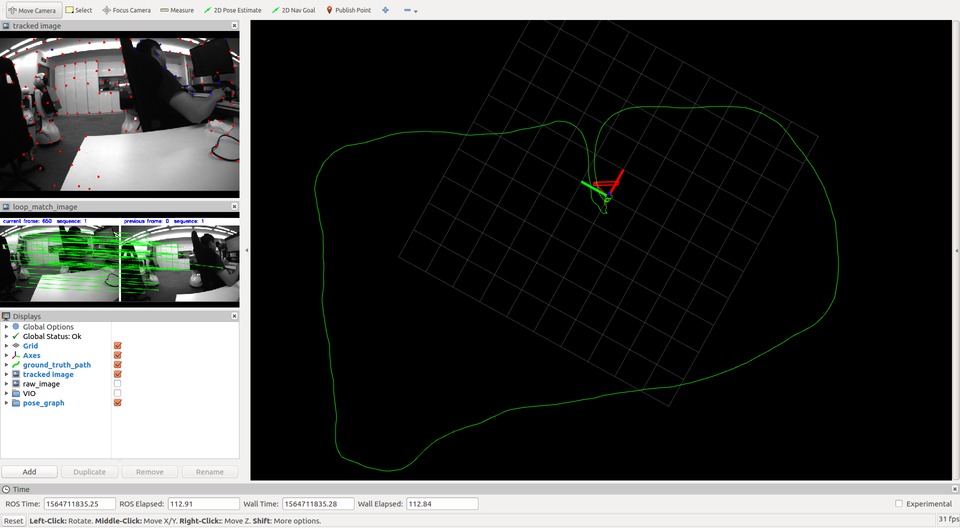 Move Camera Select Focus Camera Measure 2D Pose Estimate 2D Nav Goal Publish Point
tracked image
loop_match_image
current frame: 650 sequence: 1 previous frame: 5 sequence: 1
Displays
Global Options
Global Status: Ok
Grid
Axes
ground_truth_path
tracked image
raw_image
VIO
pose_graph
Add Duplicate Remove Rename
Time
ROS Time: 1564711835.25 ROS Elapsed: 112.91 Wall Time: 1564711835.28 Wall Elapsed: 112.84 Experimental
Reset Left-Click: Rotate. Middle-Click: Move X/Y. Right-Click:: Move Z. Shift: More options. 31 fps